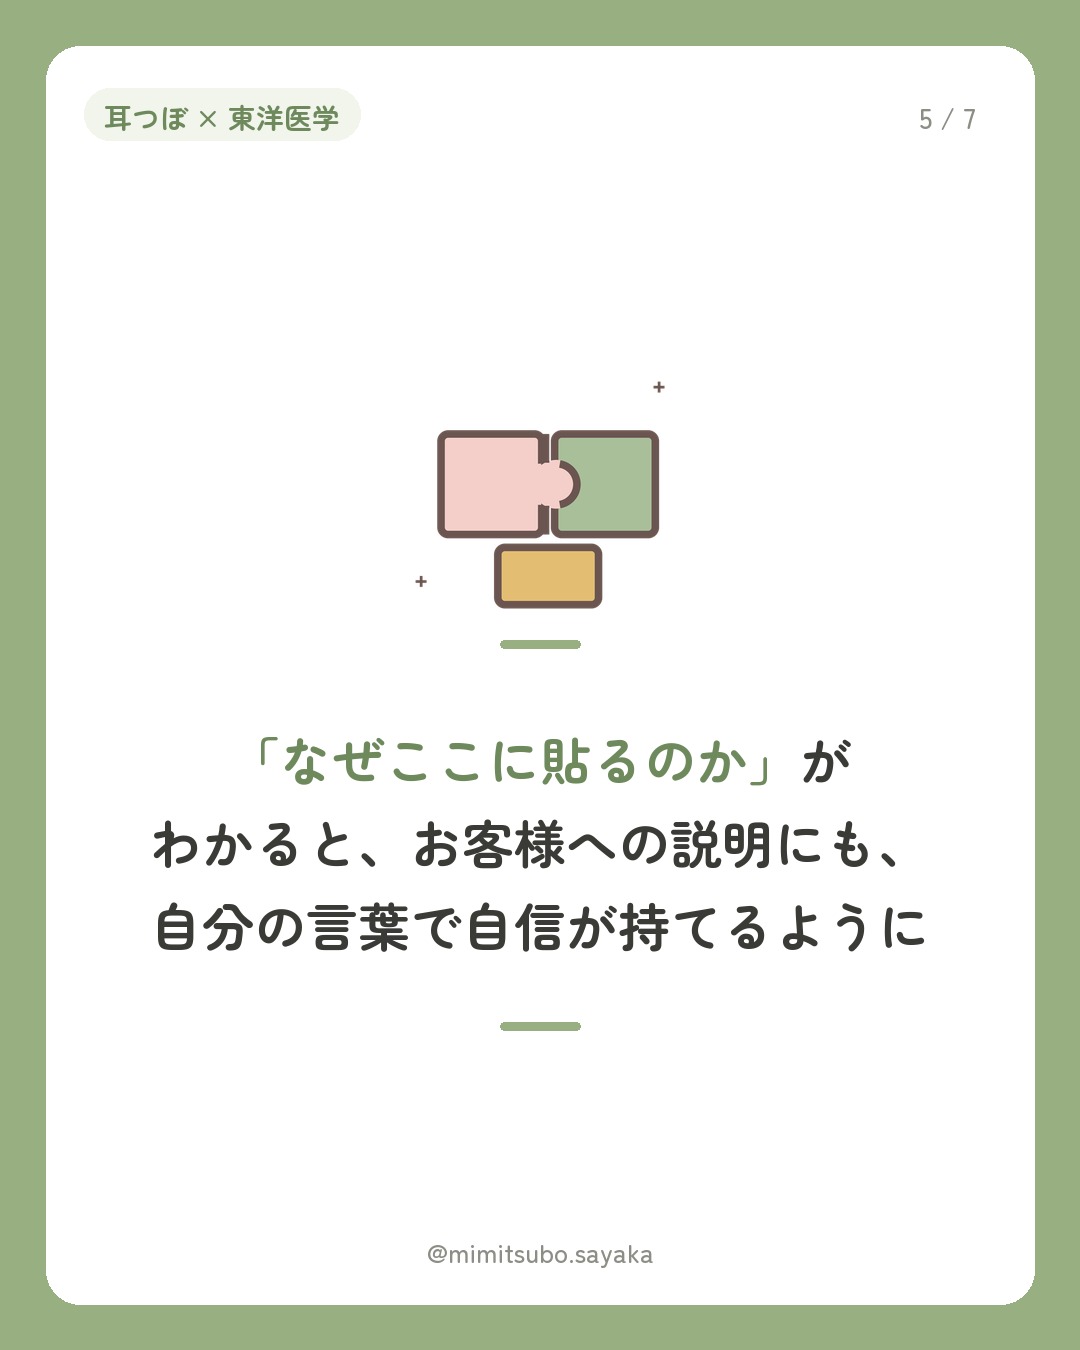 耳つぼ × 東洋医学
5 / 7
「なぜここに貼るのか」が
わかると、お客様への説明にも、
自分の言葉で自信が持てるように
@mimitsubo.sayaka